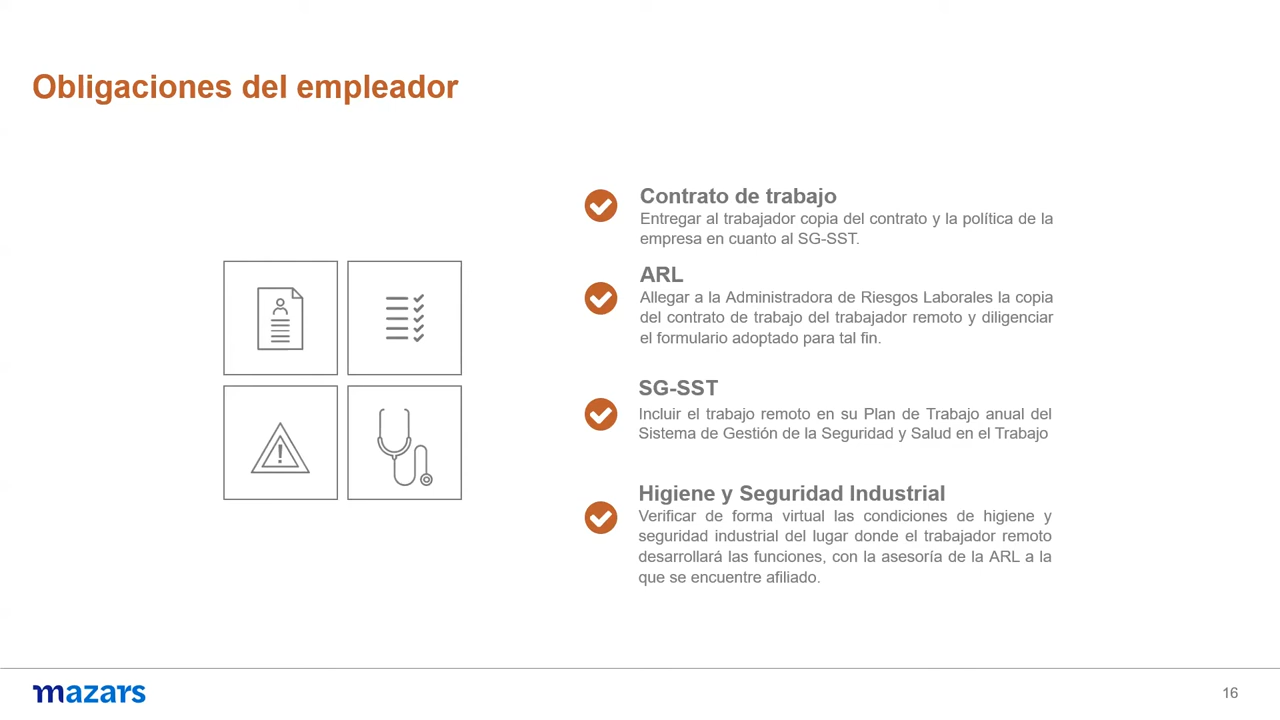 Obligaciones del empleador
Contrato de trabajo
Entregar al trabajador copia del contrato y la política de la
empresa en cuanto al SG-SST.
ARL
Allegar a la Administradora de Riesgos Laborales la copia
del contrato de trabajo del trabajador remoto y diligenciar
el formulario adoptado para tal fin.
SG-SST
Incluir el trabajo remoto en su Plan de Trabajo anual del
Sistema de Gestión de la Seguridad y Salud en el Trabajo
Higiene y Seguridad Industrial
Verificar de forma virtual las condiciones de higiene y
seguridad industrial del lugar donde el trabajador remoto
desarrollará las funciones, con la asesoría de la ARL a la
que se encuentre afiliado.
mazars
16